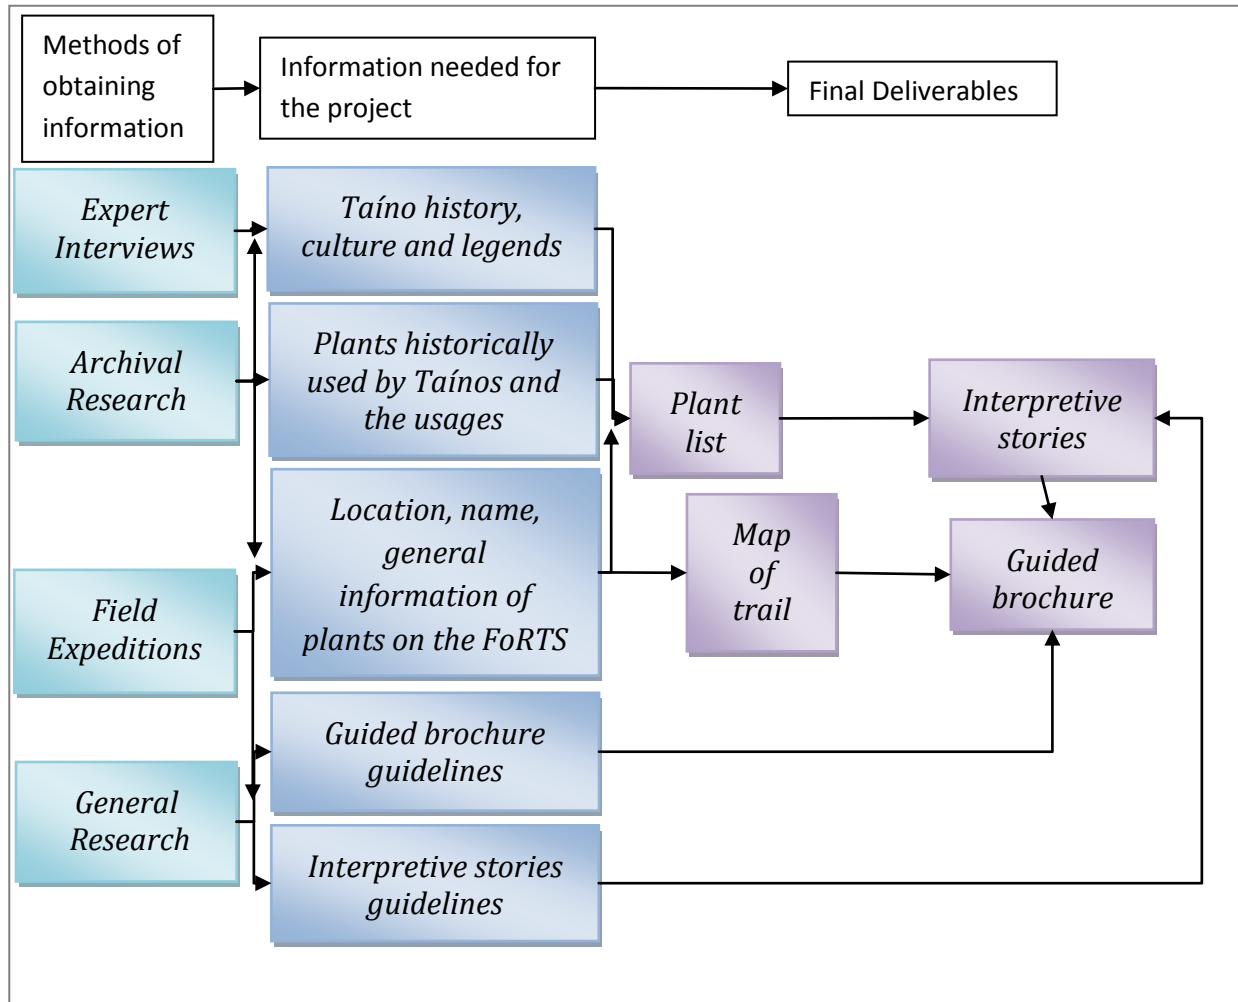 Methods of
obtaining
information
Information needed for
the project
Final Deliverables
Expert
Interviews
Taíno history,
culture and legends
Archival
Research
Plants historically
used by Taínos and
the usages
Plant
list
Interpretive
stories
Field
Expeditions
Location, name,
general
information of
plants on the FoRTS
Map
of
trail
Guided
brochure
General
Research
Guided brochure
guidelines
Interpretive stories
guidelines